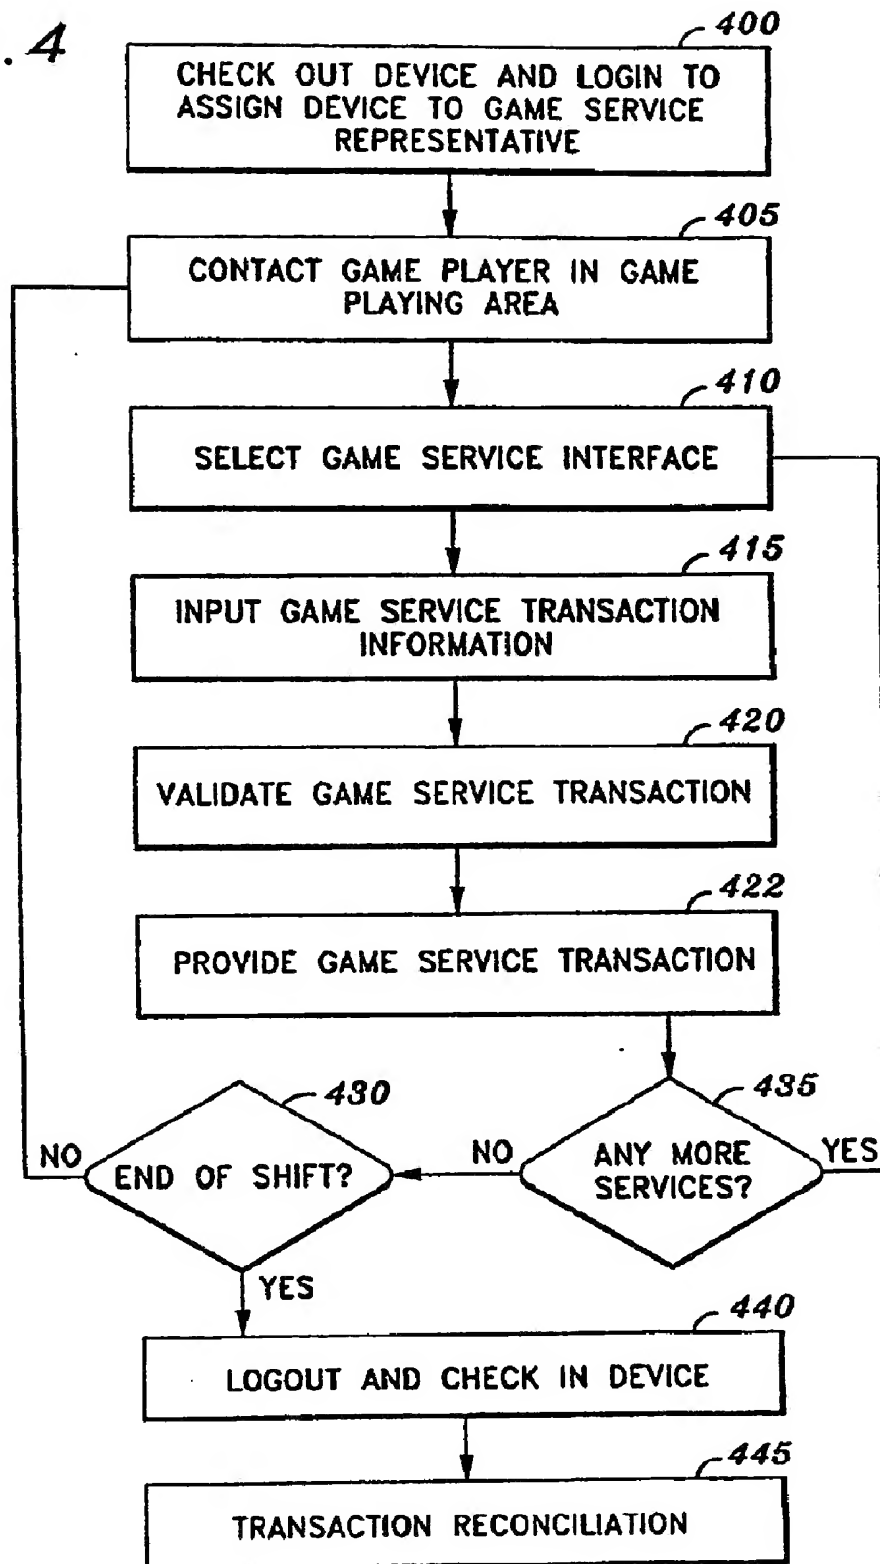 . 4
400
CHECK OUT DEVICE AND LOGIN TO
ASSIGN DEVICE TO GAME SERVICE
REPRESENTATIVE
405
CONTACT GAME PLAYER IN GAME
PLAYING AREA
410
SELECT GAME SERVICE INTERFACE
415
INPUT GAME SERVICE TRANSACTION
INFORMATION
420
VALIDATE GAME SERVICE TRANSACTION
422
PROVIDE GAME SERVICE TRANSACTION
430
435
NO
END OF SHIFT?
NO
ANY MORE
SERVICES?
YES
YES
440
LOGOUT AND CHECK IN DEVICE
445
TRANSACTION RECONCILIATION